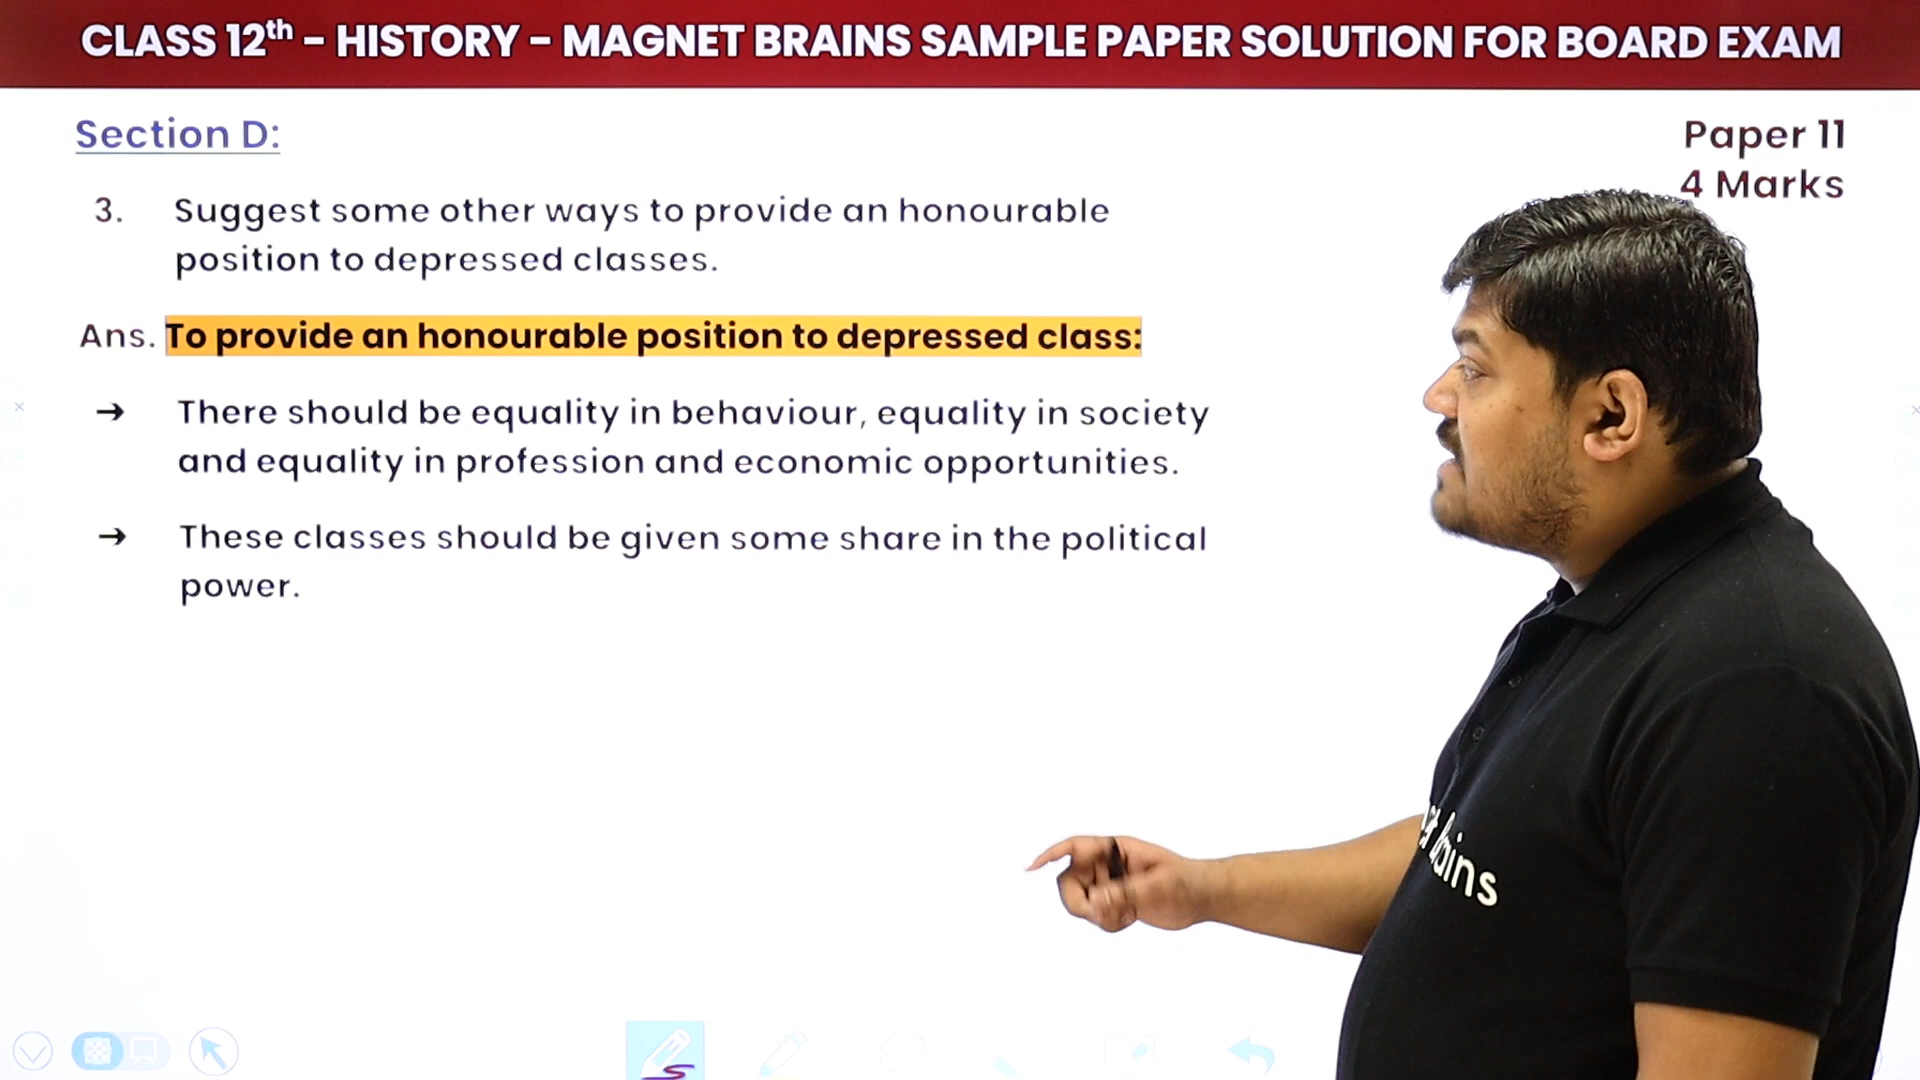 CLASS 12th - HISTORY - MAGNET BRAINS SAMPLE PAPER SOLUTION FOR BOARD EXAM
Section D:
Paper 11
4 Marks
3. Suggest some other ways to provide an honourable
position to depressed classes.
Ans. To provide an honourable position to depressed class:
→ There should be equality in behaviour, equality in society
and equality in profession and economic opportunities.
→ These classes should be given some share in the political
power.
brains